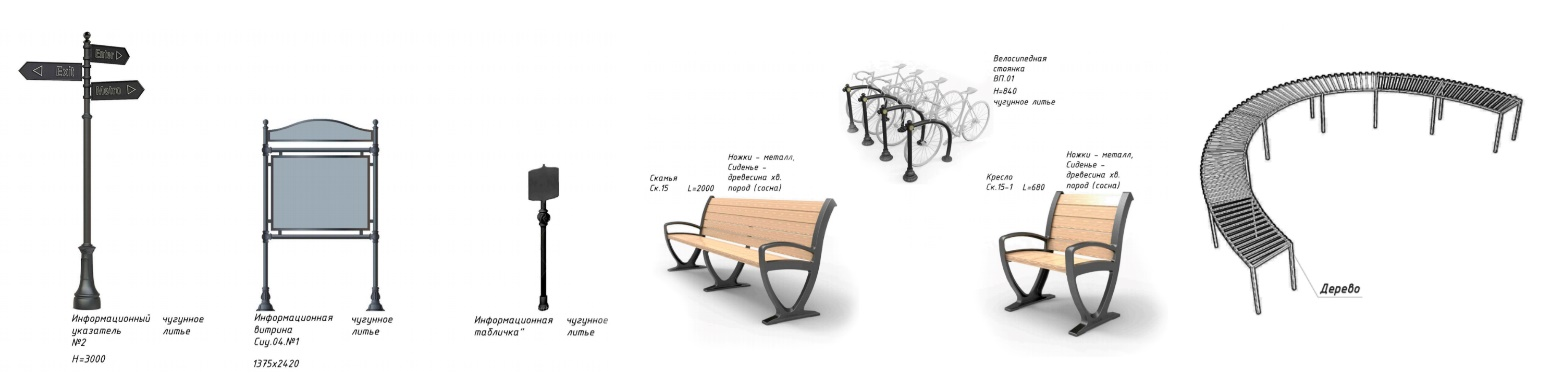 Enter
Exit
Metro
Информационный чугунное
указатель литье
№2
Н=3000
Информационная чугунное
витрина литье
Сиу.04.№1
1375х2420
Информационная чугунное
табличка" литье
Скамья
Ск.15 L=2000
Ножки - металл,
Сиденье -
древесина хв.
пород (сосна)
Велосипедная
стоянка
ВП.01
Н=840
чугунное литье
Кресло
Ск.15-1 L=680
Ножки - металл,
Сиденье -
древесина хв.
пород (сосна)
Дерево